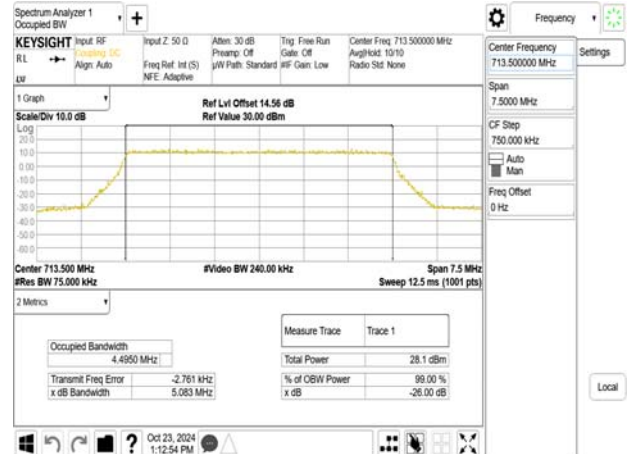 Spectrum Analyzer 1
Occupied BW
Frequency
KEYSIGHT
Input: RF
Coupling: DC
Align: Auto
Input Z: 50 Ω
Freq Ref: Int (S)
NFE: Adaptive
Atten: 30 dB
Preamp: Off
µW Path: Standard
Trig: Free Run
Gate: Off
#IF Gain: Low
Center Freq: 713.500000 MHz
Avg|Hold: 10/10
Radio Std: None
RL
LXI
Center Frequency
713.500000 MHz
Settings
Span
7.5000 MHz
CF Step
750.000 kHz
Auto
Man
Freq Offset
0 Hz
1 Graph
Scale/Div 10.0 dB
Ref Lvl Offset 14.56 dB
Ref Value 30.00 dBm
Log
20.0
10.0
0.00
-10.0
-20.0
-30.0
-40.0
-50.0
-60.0
Center 713.500 MHz
#Video BW 240.00 kHz
Span 7.5 MHz
#Res BW 75.000 kHz
Sweep 12.5 ms (1001 pts)
2 Metrics
Measure Trace
Trace 1
Occupied Bandwidth
4.4950 MHz
Total Power
28.1 dBm
Transmit Freq Error
-2.761 kHz
% of OBW Power
99.00 %
x dB Bandwidth
5.083 MHz
x dB
-26.00 dB
Local
?
Oct 23, 2024
1:12:54 PM